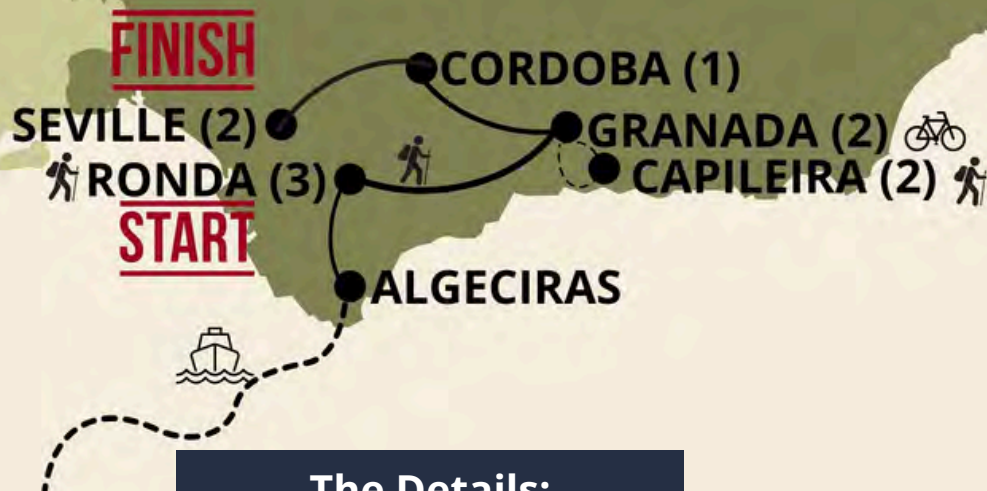 FINISH
CORDOBA (1)
SEVILLE (2)
GRANADA (2)
RONDA (3)
CAPILEIRA (2)
START
ALGECIRAS
The Details: